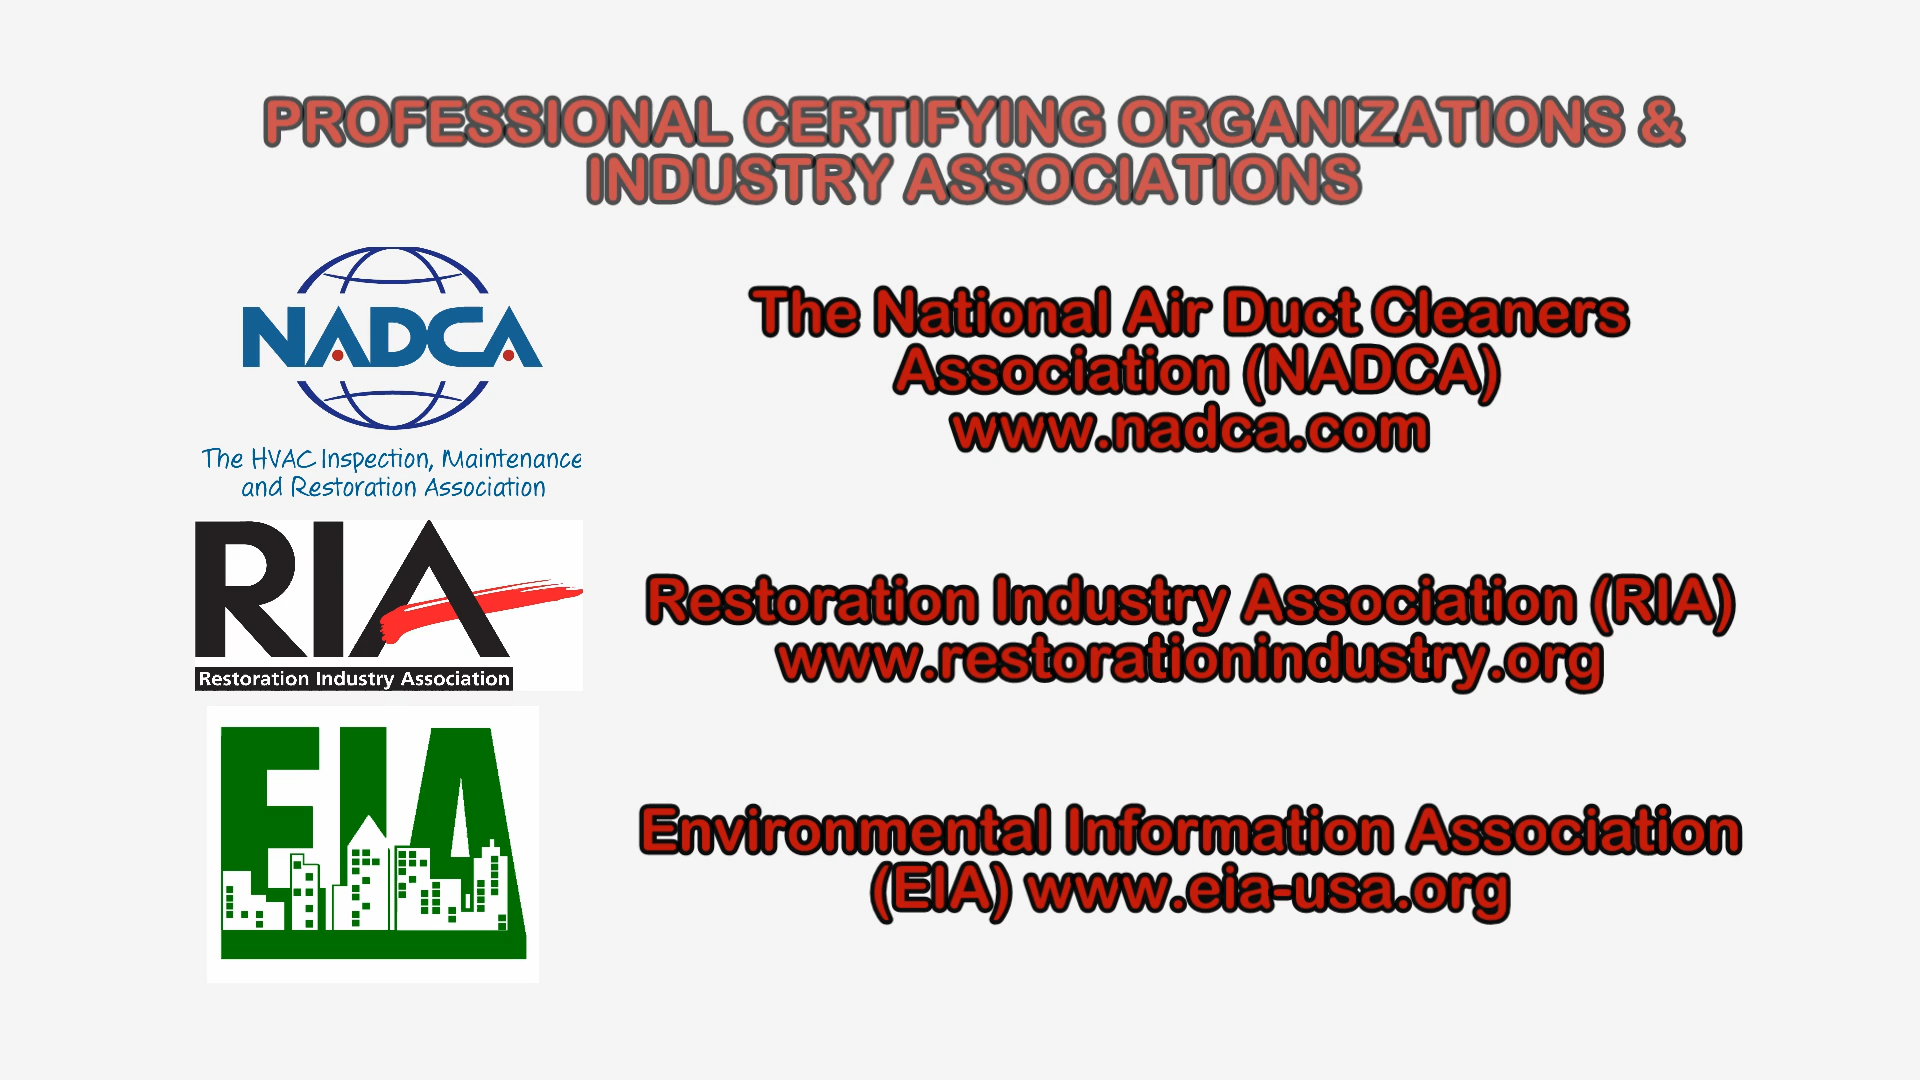 PROFESSIONAL CERTIFYING ORGANIZATIONS &
INDUSTRY ASSOCIATIONS
NADCA
The HVAC Inspection, Maintenance
and Restoration Association
The National Air Duct Cleaners
Association (NADCA)
www.nadca.com
RIA
Restoration Industry Association
Restoration Industry Association (RIA)
www.restorationindustry.org
EIA
Environmental Information Association
(EIA) www.eia-usa.org